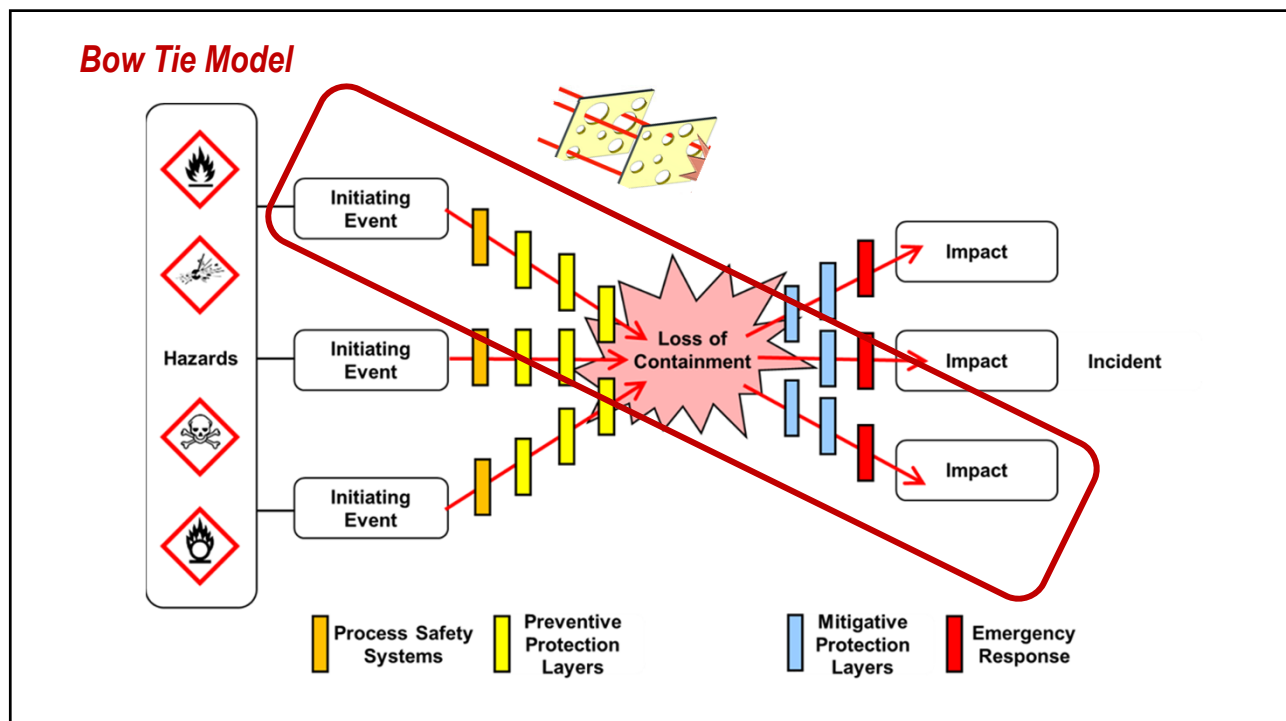 Bow Tie Model
Initiating
Event
Impact
Hazards
Initiating
Event
Loss of
Containment
Impact
Incident
Initiating
Event
Impact
Process Safety
Systems
Preventive
Protection
Layers
Mitigative
Protection
Layers
Emergency
Response